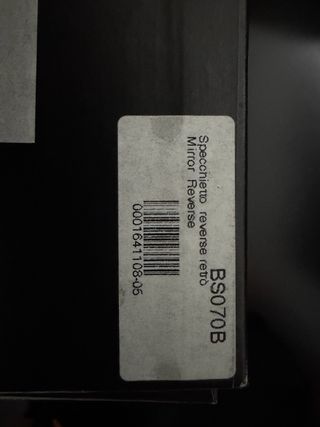 BS070B
Specchietto reverse retrò
Mirror Reverse
0001641108-05